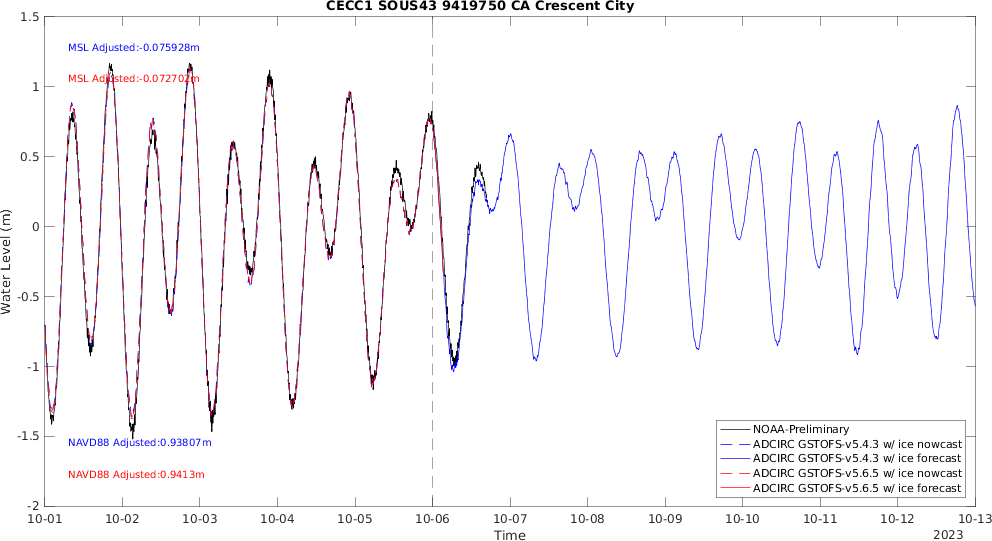 CECC1 SOUS43 9419750 CA Crescent City
1.5
1
0.5
0
-0.5
-1
-1.5
-2
Water Level (m)
MSL Adjusted:-0.075928m
MSL Adjusted:-0.072702m
NAVD88 Adjusted:0.93807m
NAVD88 Adjusted:0.9413m
NOAA-Preliminary
ADCIRC GSTOFS-v5.4.3 w/ ice nowcast
ADCIRC GSTOFS-v5.4.3 w/ ice forecast
ADCIRC GSTOFS-v5.6.5 w/ ice nowcast
ADCIRC GSTOFS-v5.6.5 w/ ice forecast
10-01 10-02 10-03 10-04 10-05 10-06 10-07 10-08 10-09 10-10 10-11 10-12 10-13
Time
2023